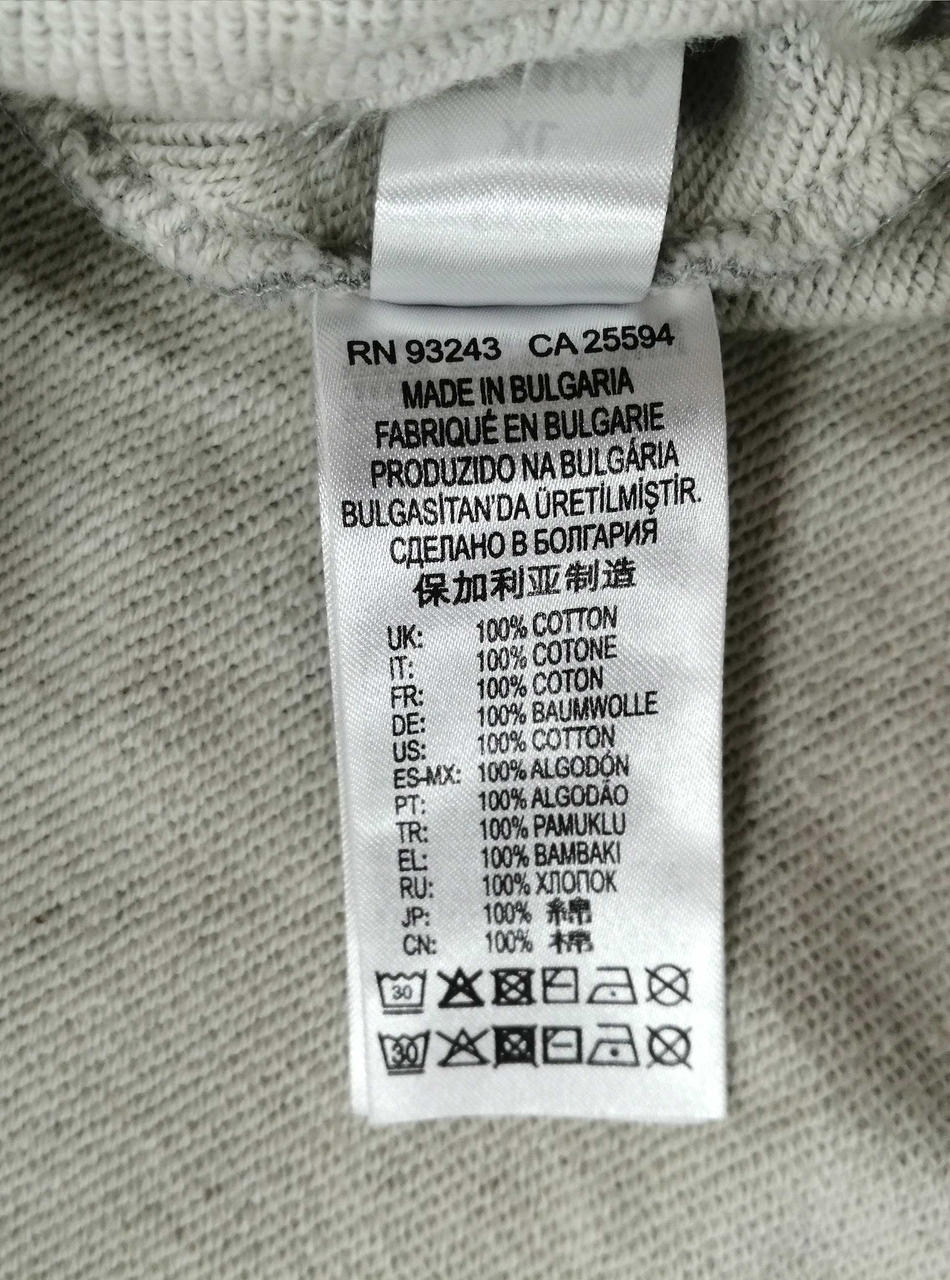 XL
RN 93243 CA 25594
MADE IN BULGARIA
FABRIQUÉ EN BULGARIE
PRODUZIDO NA BULGÁRIA
BULGASİTAN'DA ÜRETİLMİŞTİR.
СДЕЛАНО В БОЛГАРИЯ
保加利亚制造
UK: 100% COTTON
IT: 100% COTONE
FR: 100% COTON
DE: 100% BAUMWOLLE
US: 100% COTTON
ES-MX: 100% ALGODÓN
PT: 100% ALGODÃO
TR: 100% PAMUKLU
EL: 100% BAMBAKI
RU: 100% ХЛОПОК
JP: 100%
CN: 100% 棉
30
30